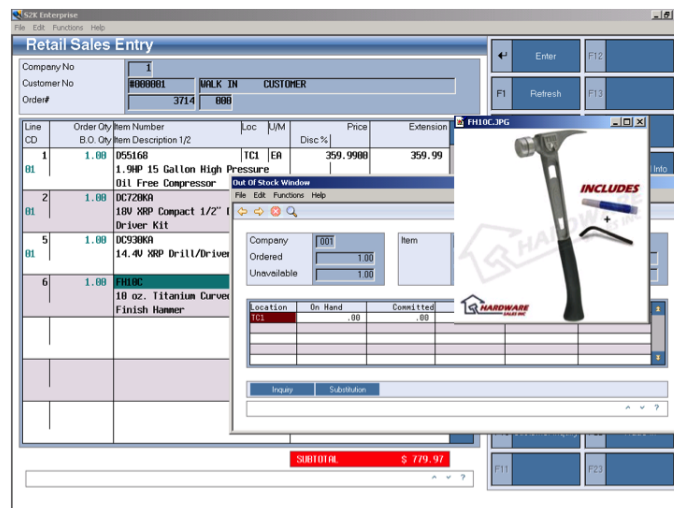 S2K Enterprise
File Edit Functions Help
Retail Sales Entry
Company No 1
Customer No #000001 WALK IN CUSTOMER
Order# 3714 000
Enter F12
F1 Refresh F13
Line Order Qty Item Number Loc U/M Price Extension
CD B.O. Qty Item Description 1/2 Disc %
1 1.00 D55168 TC1 EA 359.9900 359.99
01 1.9HP 15 Gallon High Pressure
Oil Free Compressor
2 1.00 DC720KA
01 18V XRP Compact 1/2"
Driver Kit
5 1.00 DC930KA
01 14.4V XRP Drill/Driver
6 1.00 FH10C
10 oz. Titanium Curved
Finish Hammer
FH10C.JPG
INCLUDES
+
HARDWARE
SALES INC
Info
Out Of Stock Window
File Edit Functions Help
Company 001 Item
Ordered 1.00
Unavailable 1.00
Location On Hand Committed
TC1 .00 .00
Inquiry Substitution
?
SUBTOTAL $ 779.97
?
F11 F23